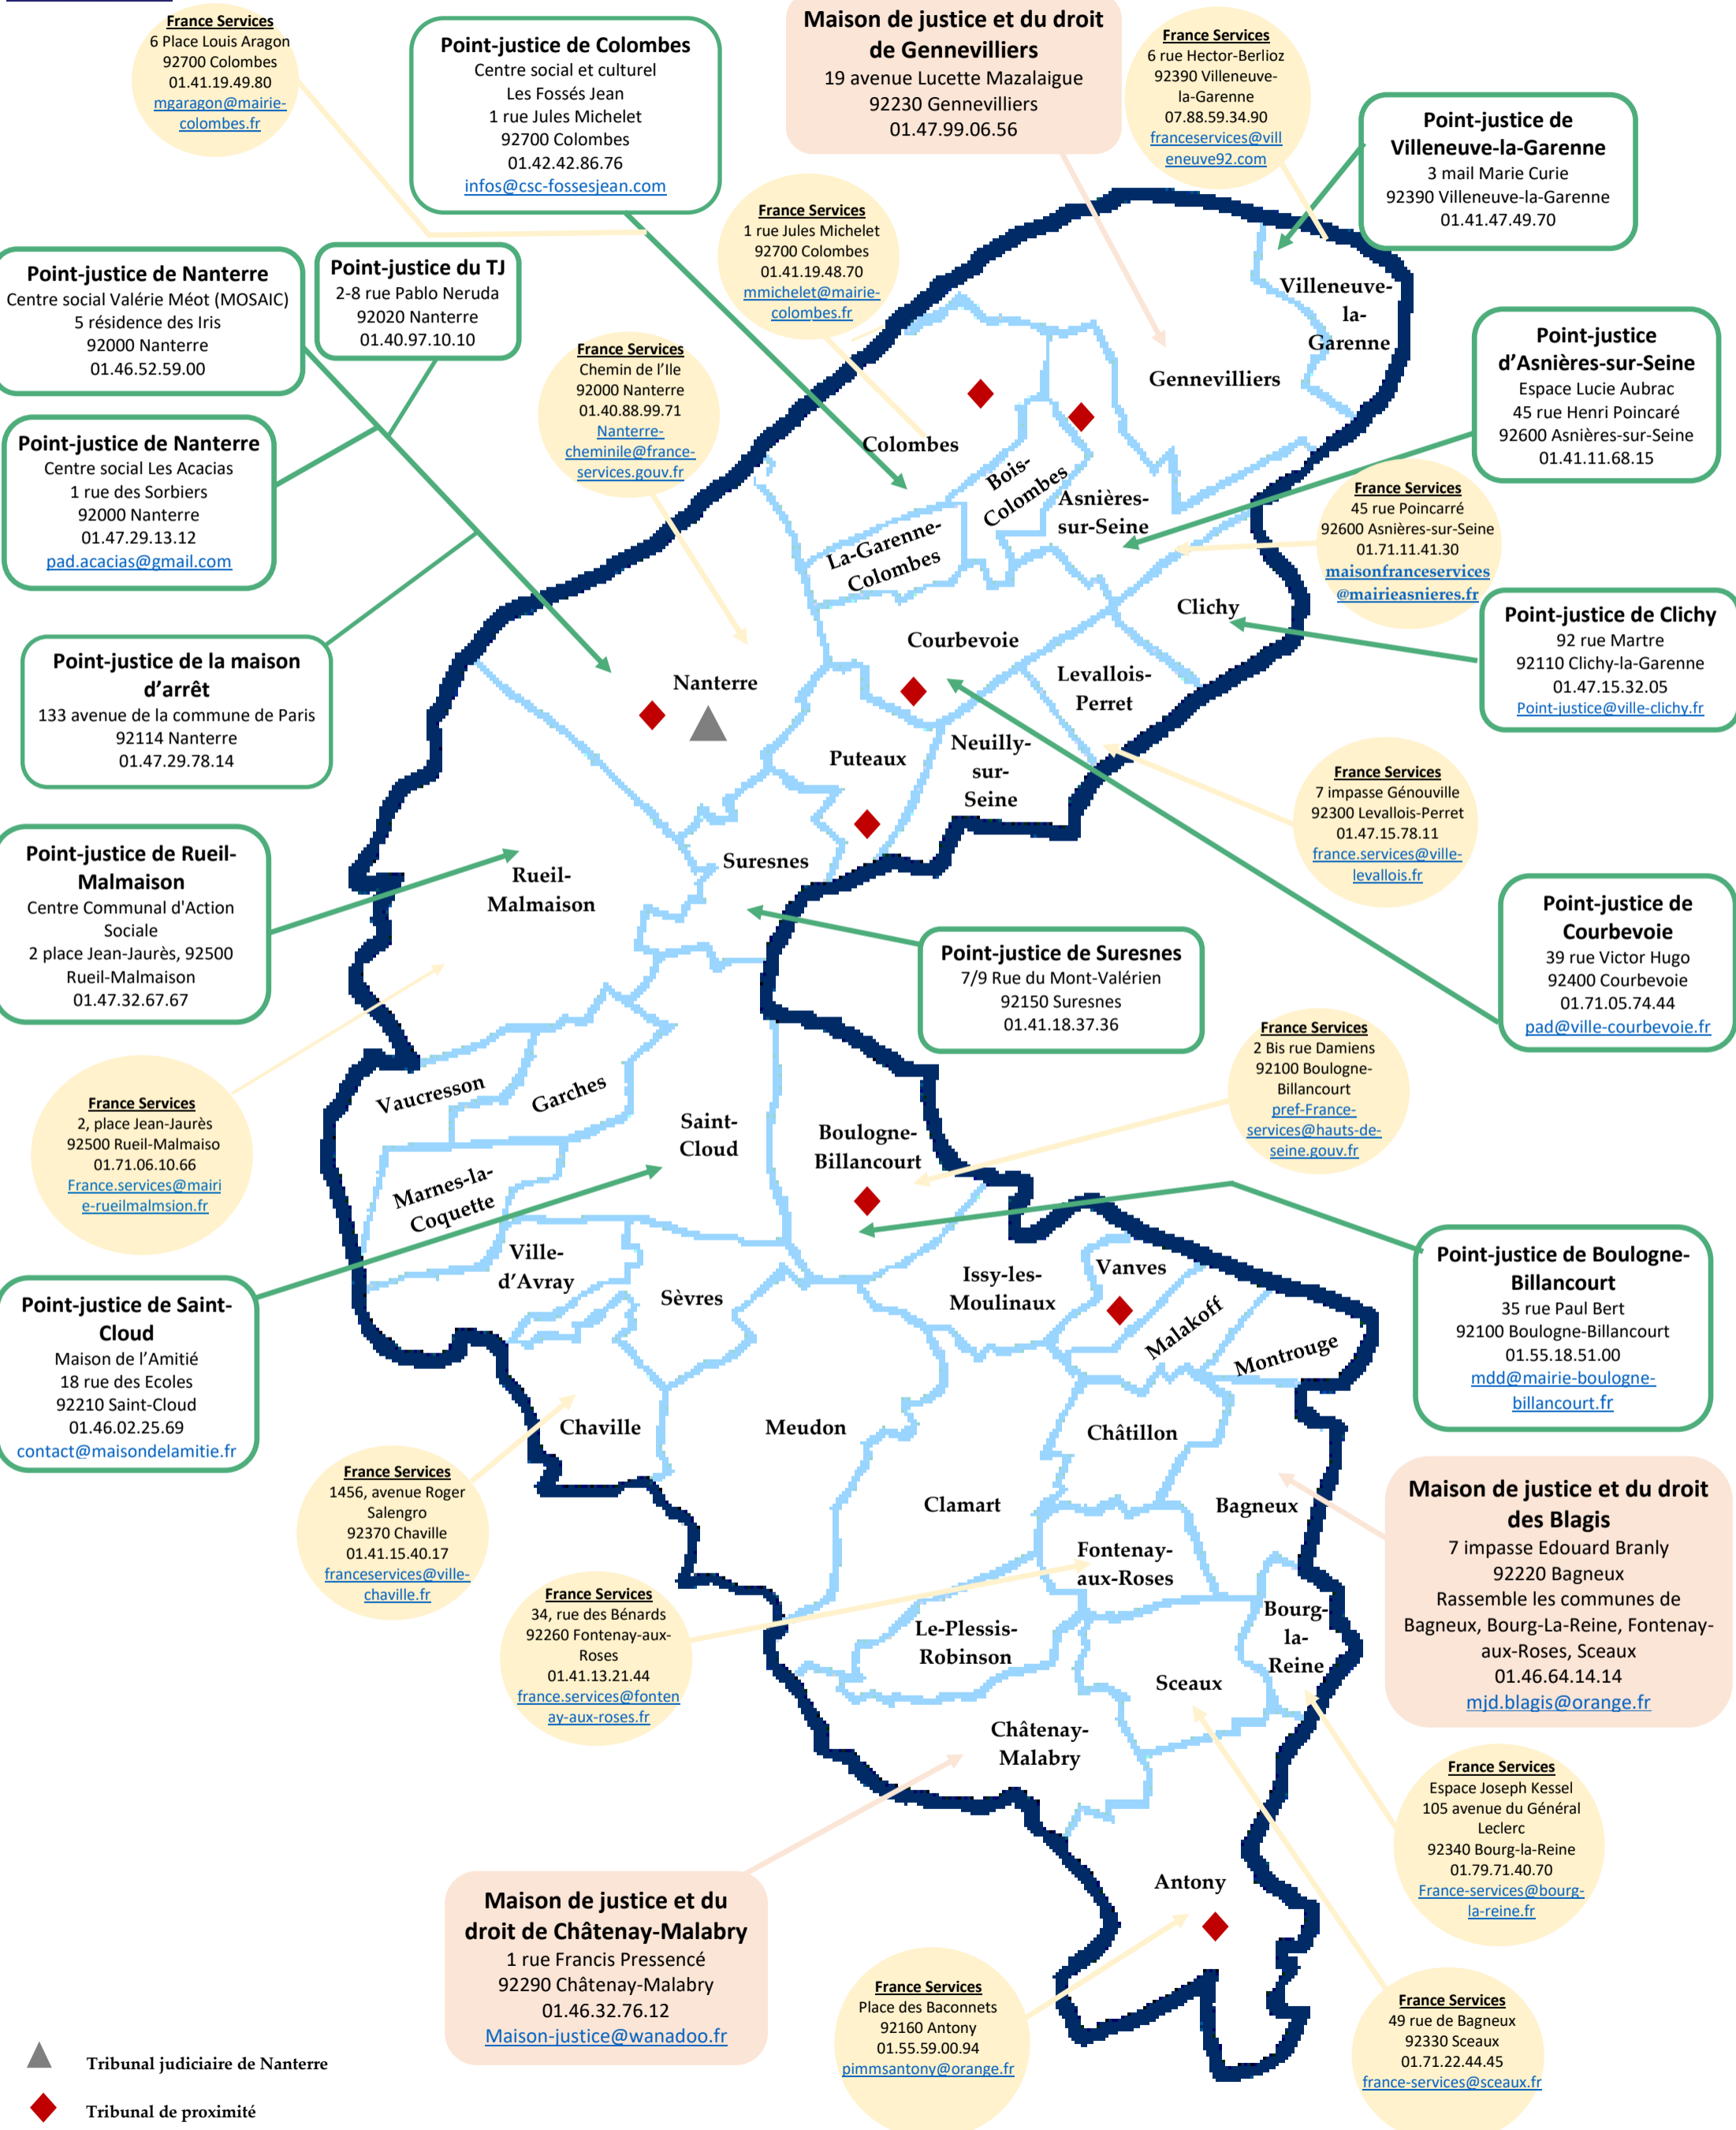 France Services
6 Place Louis Aragon
92700 Colombes
01.41.19.49.80
mgaragon@mairie-
colombes.fr
Point-justice de Colombes
Centre social et culturel
Les Fossés Jean
1 rue Jules Michelet
92700 Colombes
01.42.42.86.76
infos@csc-fossesjean.com
Maison de justice et du droit
de Gennevilliers
19 avenue Lucette Mazalaigue
92230 Gennevilliers
01.47.99.06.56
France Services
6 rue Hector-Berlioz
92390 Villeneuve-
la-Garenne
07.88.59.34.90
franceservices@vill
eneuve92.com
Point-justice de
Villeneuve-la-Garenne
3 mail Marie Curie
92390 Villeneuve-la-Garenne
01.41.47.49.70
France Services
1 rue Jules Michelet
92700 Colombes
01.41.19.48.70
mmichelet@mairie-
colombes.fr
Point-justice de Nanterre
Centre social Valérie Méot (MOSAIC)
5 résidence des Iris
92000 Nanterre
01.46.52.59.00
Point-justice du TJ
2-8 rue Pablo Neruda
92020 Nanterre
01.40.97.10.10
France Services
Chemin de l’Ile
92000 Nanterre
01.40.88.99.71
Nanterre-
cheminile@france-
services.gouv.fr
Point-justice
d’Asnières-sur-Seine
Espace Lucie Aubrac
45 rue Henri Poincaré
92600 Asnières-sur-Seine
01.41.11.68.15
Point-justice de Nanterre
Centre social Les Acacias
1 rue des Sorbiers
92000 Nanterre
01.47.29.13.12
pad.acacias@gmail.com
France Services
45 rue Poincarré
92600 Asnières-sur-Seine
01.71.11.41.30
maisonfranceservices
@mairieasnieres.fr
Point-justice de Clichy
92 rue Martre
92110 Clichy-la-Garenne
01.47.15.32.05
Point-justice@ville-clichy.fr
Point-justice de la maison
d’arrêt
133 avenue de la commune de Paris
92114 Nanterre
01.47.29.78.14
France Services
7 impasse Génouville
92300 Levallois-Perret
01.47.15.78.11
france.services@ville-
levallois.fr
Point-justice de Rueil-
Malmaison
Centre Communal d'Action
Sociale
2 place Jean-Jaurès, 92500
Rueil-Malmaison
01.47.32.67.67
Point-justice de
Courbevoie
39 rue Victor Hugo
92400 Courbevoie
01.71.05.74.44
pad@ville-courbevoie.fr
Point-justice de Suresnes
7/9 Rue du Mont-Valérien
92150 Suresnes
01.41.18.37.36
France Services
2 Bis rue Damiens
92100 Boulogne-
Billancourt
pref-France-
services@hauts-de-
seine.gouv.fr
France Services
2, place Jean-Jaurès
92500 Rueil-Malmaiso
01.71.06.10.66
France.services@mairi
e-rueilmalmsion.fr
Point-justice de Boulogne-
Billancourt
35 rue Paul Bert
92100 Boulogne-Billancourt
01.55.18.51.00
mdd@mairie-boulogne-
billancourt.fr
Point-justice de Saint-
Cloud
Maison de l’Amitié
18 rue des Ecoles
92210 Saint-Cloud
01.46.02.25.69
contact@maisondelamitie.fr
France Services
1456, avenue Roger
Salengro
92370 Chaville
01.41.15.40.17
franceservices@ville-
chaville.fr
Maison de justice et du droit
des Blagis
7 impasse Edouard Branly
92220 Bagneux
Rassemble les communes de
Bagneux, Bourg-La-Reine, Fontenay-
aux-Roses, Sceaux
01.46.64.14.14
mjd.blagis@orange.fr
France Services
34, rue des Bénards
92260 Fontenay-aux-
Roses
01.41.13.21.44
france.services@fonten
ay-aux-roses.fr
France Services
Espace Joseph Kessel
105 avenue du Général
Leclerc
92340 Bourg-la-Reine
01.79.71.40.70
France-services@bourg-
la-reine.fr
Maison de justice et du
droit de Châtenay-Malabry
1 rue Francis Pressencé
92290 Châtenay-Malabry
01.46.32.76.12
Maison-justice@wanadoo.fr
France Services
Place des Baconnets
92160 Antony
01.55.59.00.94
pimmsantony@orange.fr
France Services
49 rue de Bagneux
92330 Sceaux
01.71.22.44.45
france-services@sceaux.fr
Villeneuve-
la-
Garenne
Gennevilliers
Colombes
Bois-
Colombes
Asnières-
sur-Seine
La-Garenne-
Colombes
Clichy
Courbevoie
Levallois-
Perret
Nanterre
Puteaux
Neuilly-
sur-
Seine
Suresnes
Rueil-
Malmaison
Vaucresson
Garches
Saint-
Cloud
Boulogne-
Billancourt
Marnes-la-
Coquette
Ville-
d’Avray
Sèvres
Issy-les-
Moulinaux
Vanves
Malakoff
Montrouge
Chaville
Meudon
Châtillon
Clamart
Bagneux
Fontenay-
aux-Roses
Le-Plessis-
Robinson
Bourg-
la-
Reine
Sceaux
Châtenay-
Malabry
Antony
Tribunal judiciaire de Nanterre
Tribunal de proximité